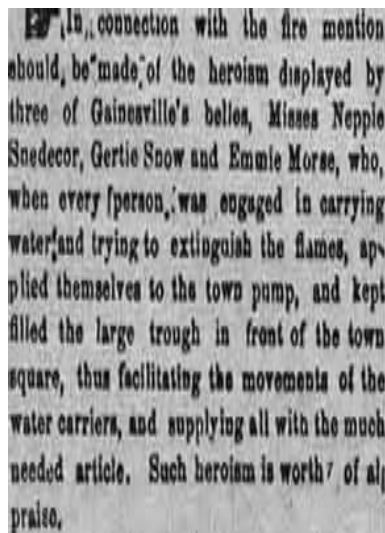 ☞ In connection with the fire mention
should, be made of the heroism displayed by
three of Gainesville's belles, Misses Neppie
Snedecor, Gertie Snow and Emmie Morse, who,
when every person, was engaged in carrying
water and trying to extinguish the flames, ap-
plied themselves to the town pump, and kept
filled the large trough in front of the town
square, thus facilitating the movements of the
water carriers, and supplying all with the much
needed article. Such heroism is worthy of all
praise.